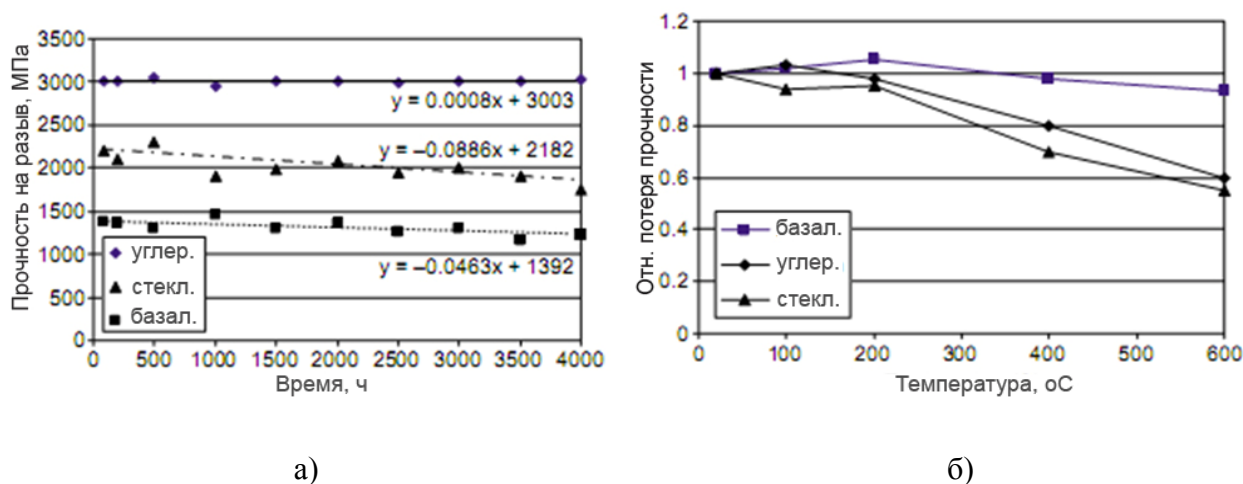 Прочность на разыв, МПа
3500
3000
2500
2000
1500
1000
500
0
y = 0.0008x + 3003
y = –0.0886x + 2182
y = –0.0463x + 1392
углер.
стекл.
базал.
0 500 1000 1500 2000 2500 3000 3500 4000
Время, ч
а)
Отн. потеря прочности
1.2
1
0.8
0.6
0.4
0.2
0
базал.
углер.
стекл.
0 100 200 300 400 500 600
Температура, оС
б)